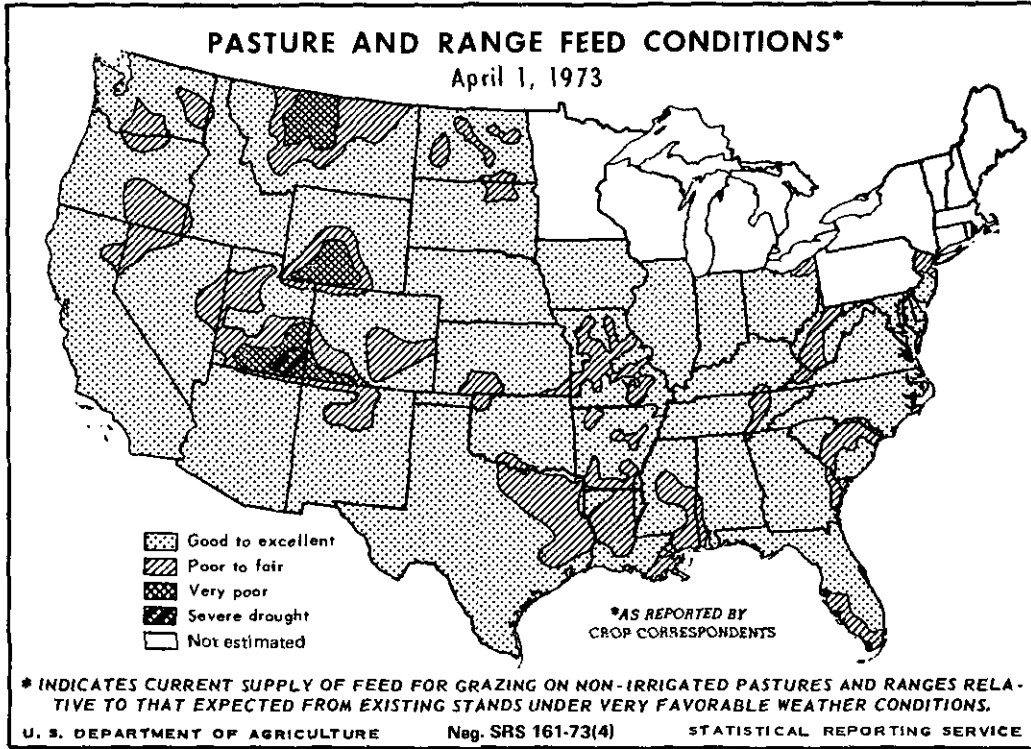 PASTURE AND RANGE FEED CONDITIONS*
April 1, 1973
Good to excellent
Poor to fair
Very poor
Severe drought
Not estimated
*AS REPORTED BY
CROP CORRESPONDENTS
* INDICATES CURRENT SUPPLY OF FEED FOR GRAZING ON NON-IRRIGATED PASTURES AND RANGES RELA-
TIVE TO THAT EXPECTED FROM EXISTING STANDS UNDER VERY FAVORABLE WEATHER CONDITIONS.
U. S. DEPARTMENT OF AGRICULTURE Neg. SRS 161-73(4) STATISTICAL REPORTING SERVICE